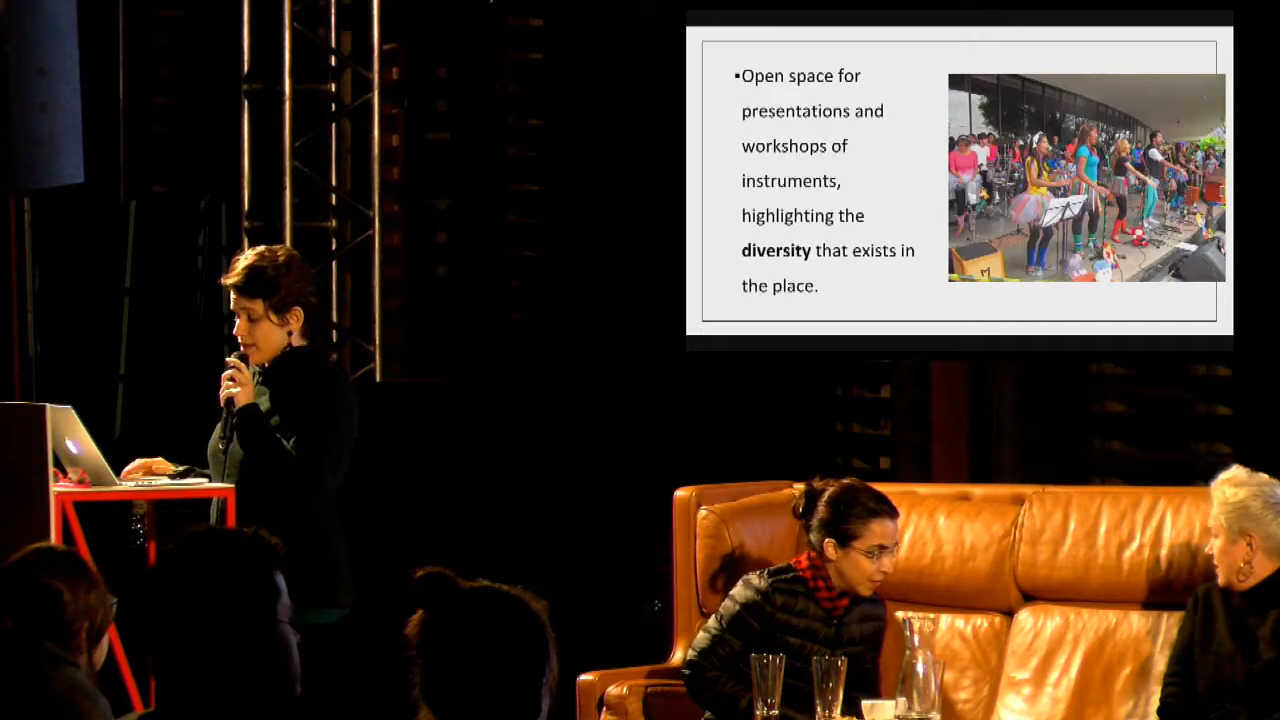 ▪Open space for
presentations and
workshops of
instruments,
highlighting the
diversity that exists in
the place.